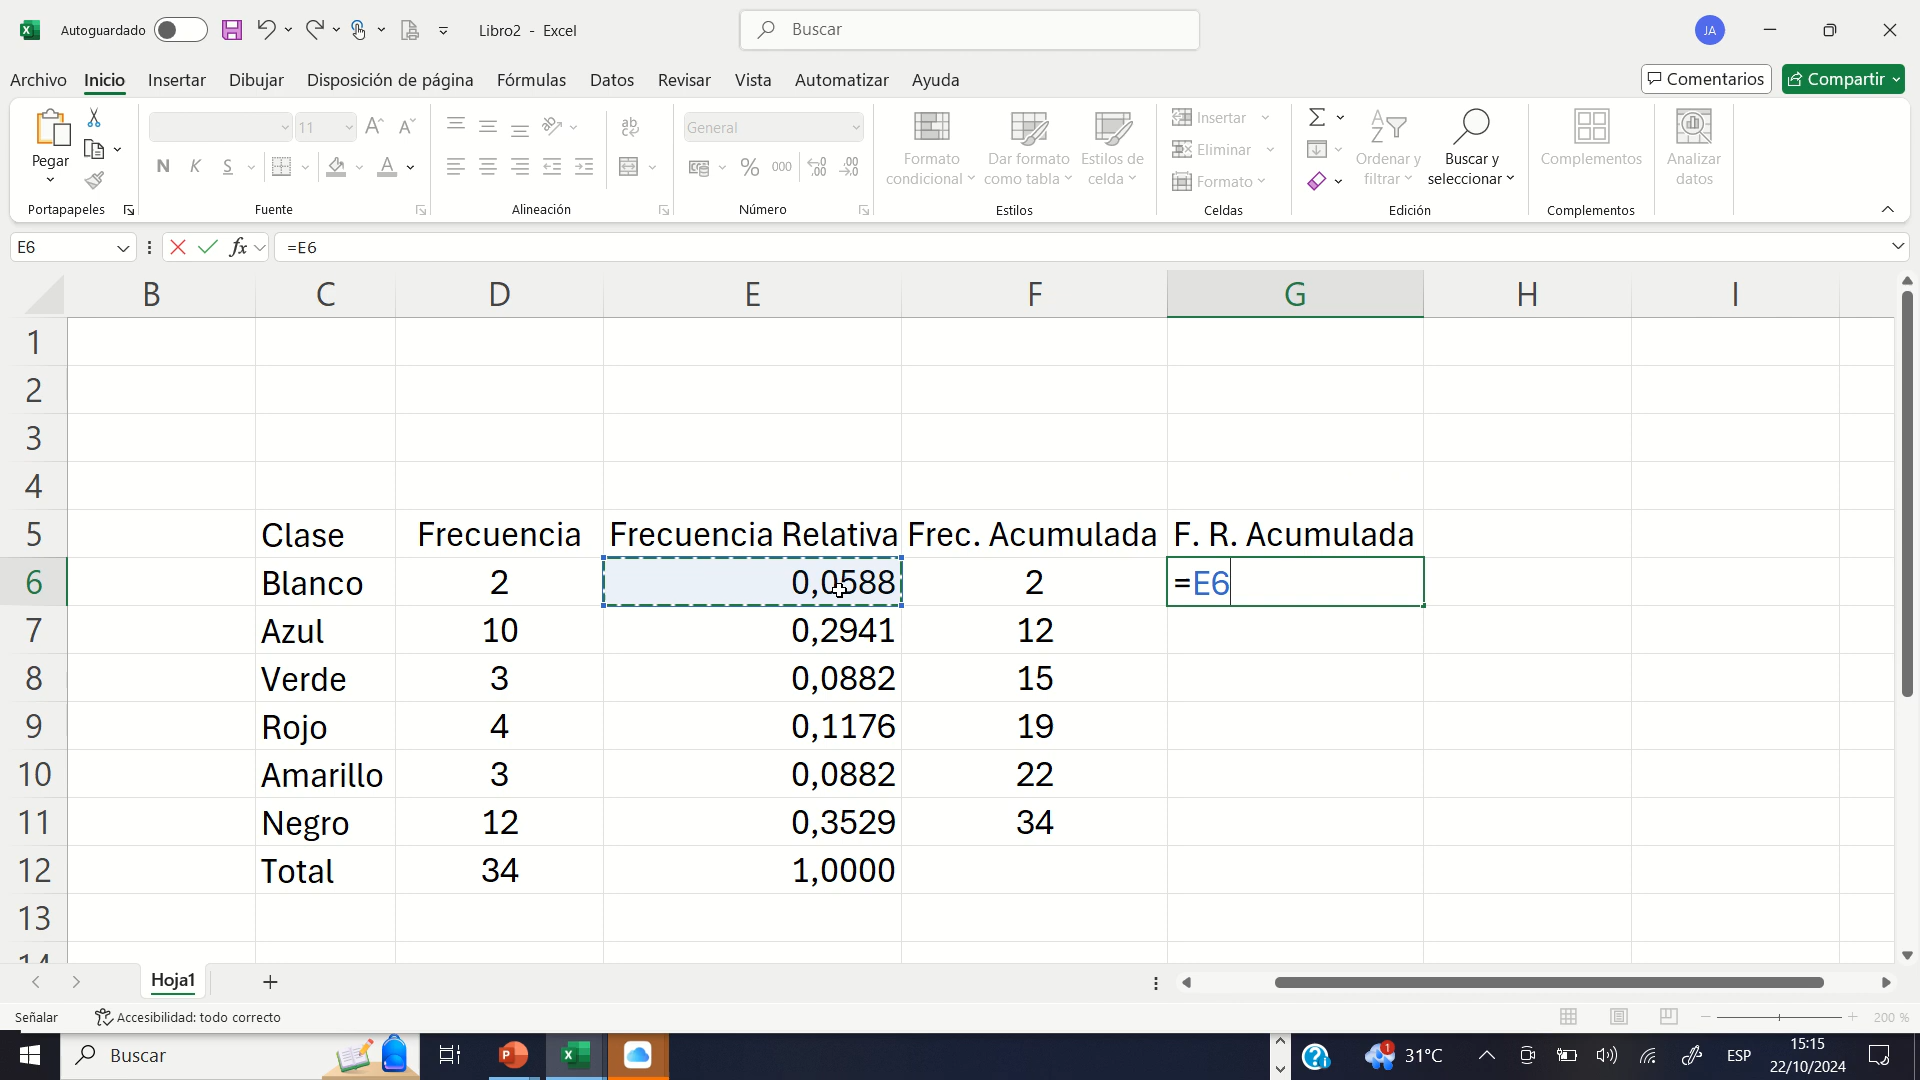 Autoguardado Libro2 - Excel Buscar JA
Archivo Inicio Insertar Dibujar Disposición de página Fórmulas Datos Revisar Vista Automatizar Ayuda Comentarios Compartir
Pegar
Portapapeles
11
N K S
Fuente
ab
Alineación
General
% 000
Número
Formato condicional
Dar formato como tabla
Estilos de celda
Estilos
Insertar
Eliminar
Formato
Celdas
Ordenar y filtrar
Buscar y seleccionar
Edición
Complementos
Complementos
Analizar datos
E6 fx =E6
B C D E F G H I
1
2
3
4
5 Clase Frecuencia Frecuencia Relativa Frec. Acumulada F. R. Acumulada
6 Blanco 2 0,0588 2 =E6
7 Azul 10 0,2941 12
8 Verde 3 0,0882 15
9 Rojo 4 0,1176 19
10 Amarillo 3 0,0882 22
11 Negro 12 0,3529 34
12 Total 34 1,0000
13
14
Hoja1
Señalar Accesibilidad: todo correcto 200 %
Buscar 1 31°C ESP 15:15
22/10/2024